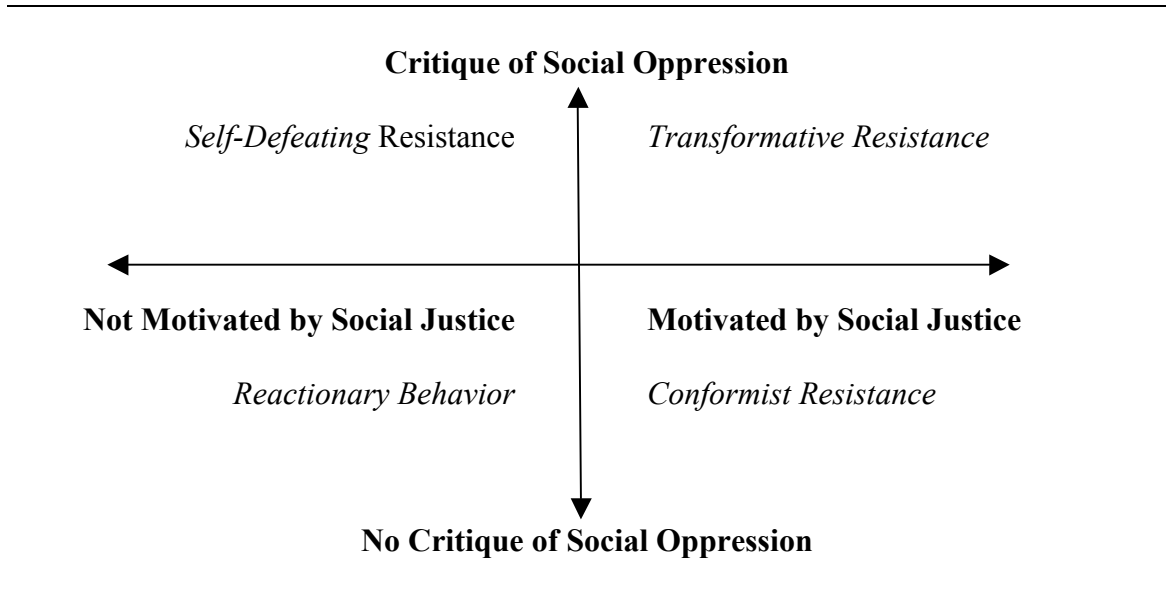 Critique of Social Oppression
Self-Defeating Resistance
Transformative Resistance
Not Motivated by Social Justice
Motivated by Social Justice
Reactionary Behavior
Conformist Resistance
No Critique of Social Oppression